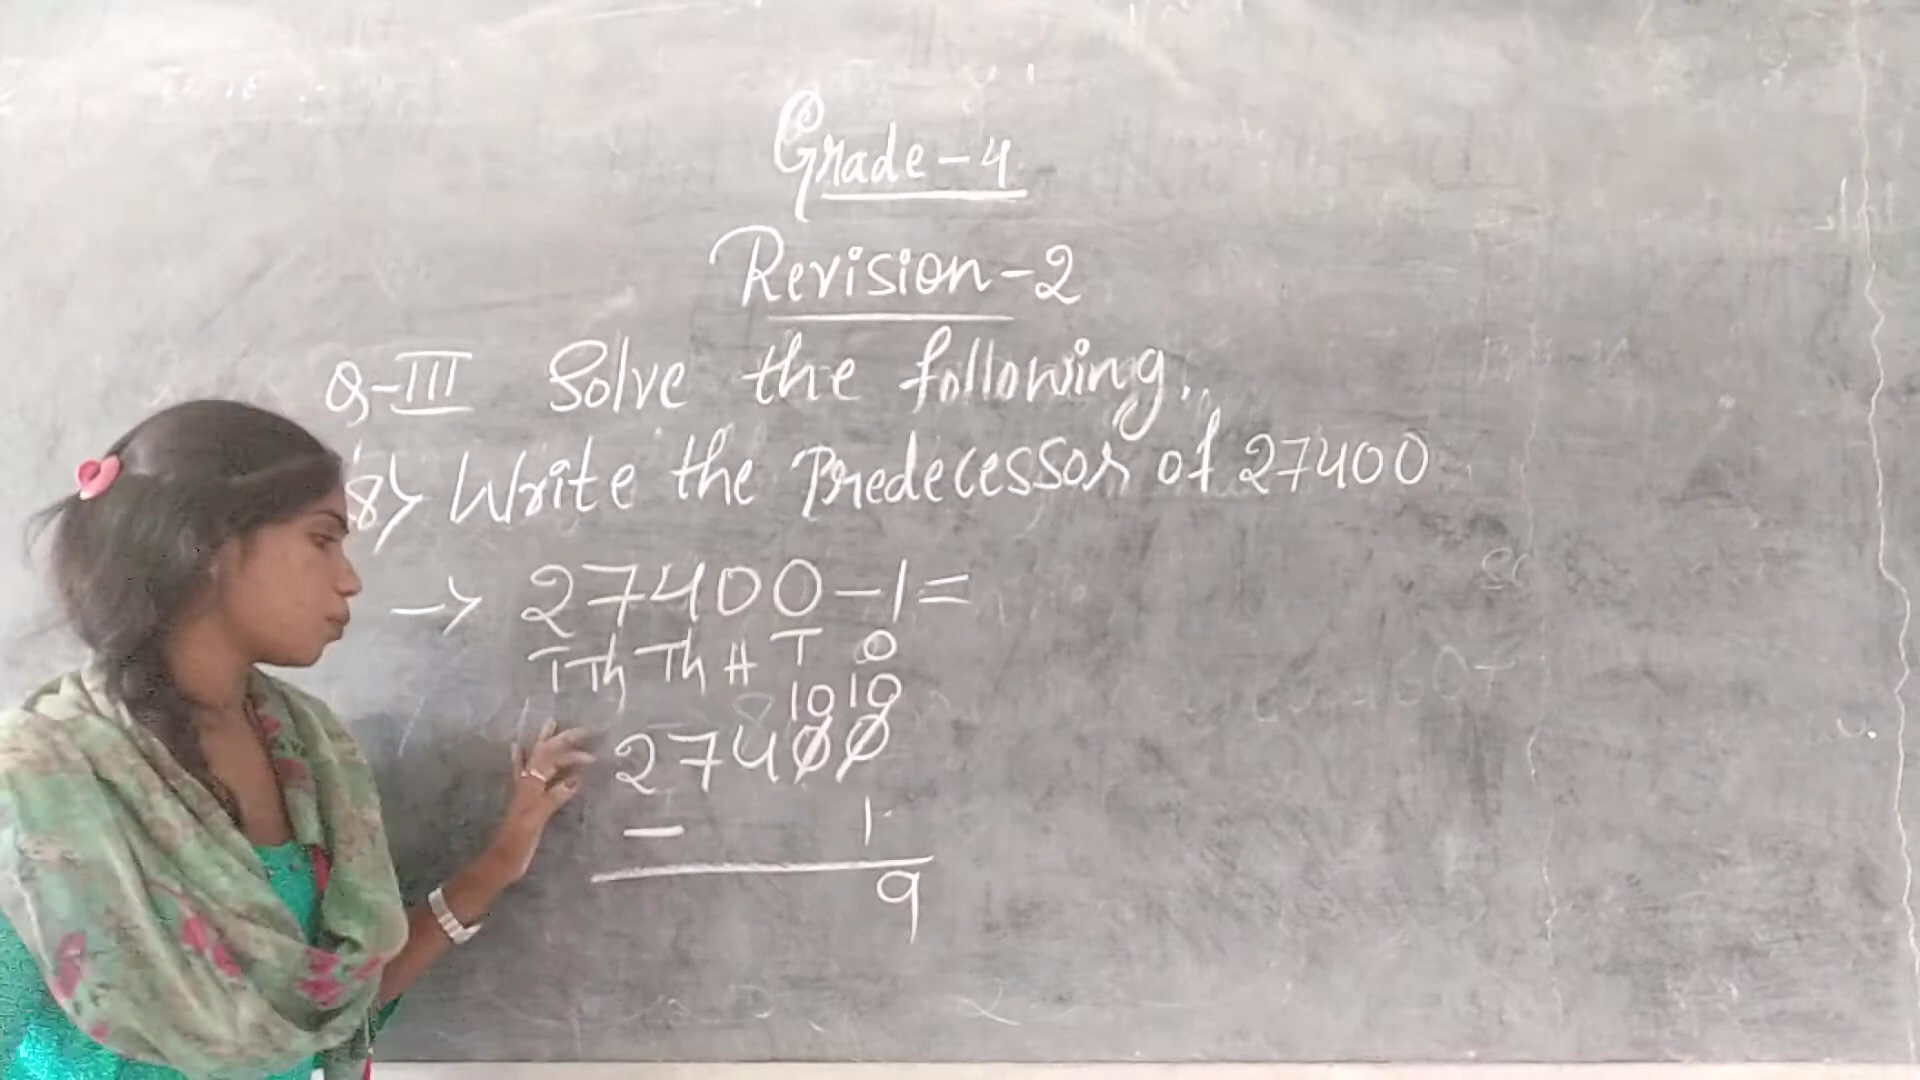 Grade-4
Revision-2
Q-III Solve the following.
8> Write the Predecessor of 27400
→ 27400-1=
TTh Th H T O
10 10
27400
- 1
9